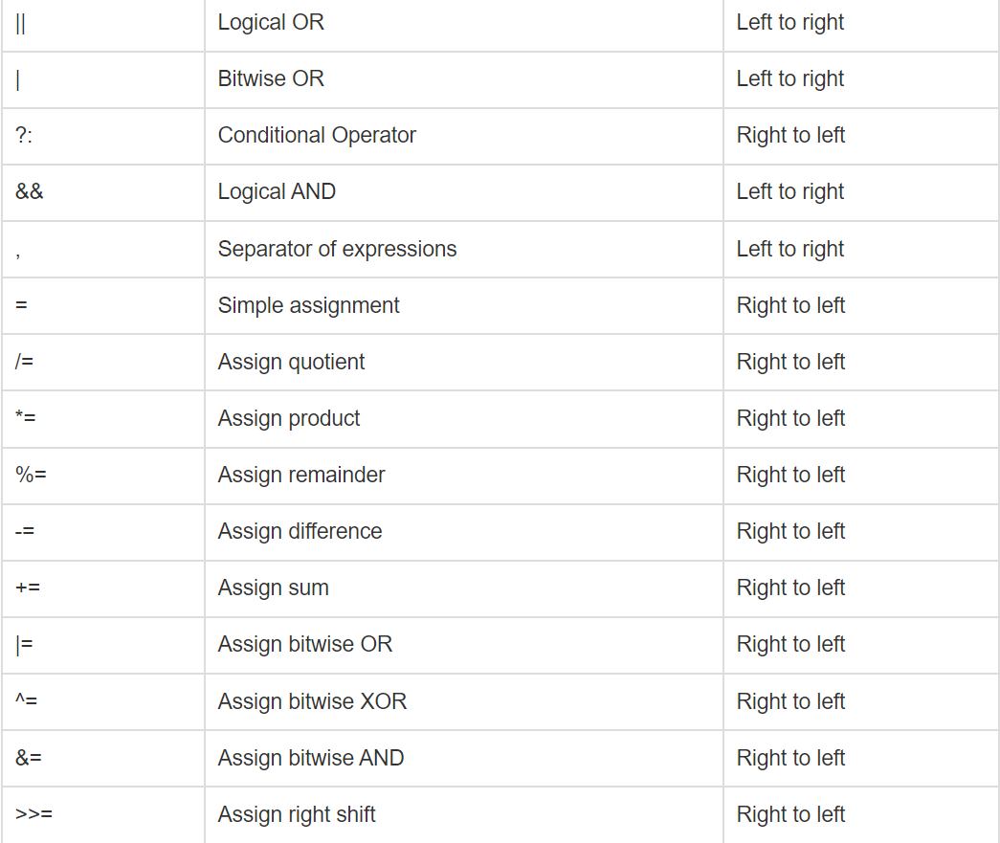 || Logical OR Left to right
| Bitwise OR Left to right
?: Conditional Operator Right to left
&& Logical AND Left to right
, Separator of expressions Left to right
= Simple assignment Right to left
/= Assign quotient Right to left
*= Assign product Right to left
%= Assign remainder Right to left
-= Assign difference Right to left
+= Assign sum Right to left
|= Assign bitwise OR Right to left
^= Assign bitwise XOR Right to left
&= Assign bitwise AND Right to left
>>= Assign right shift Right to left